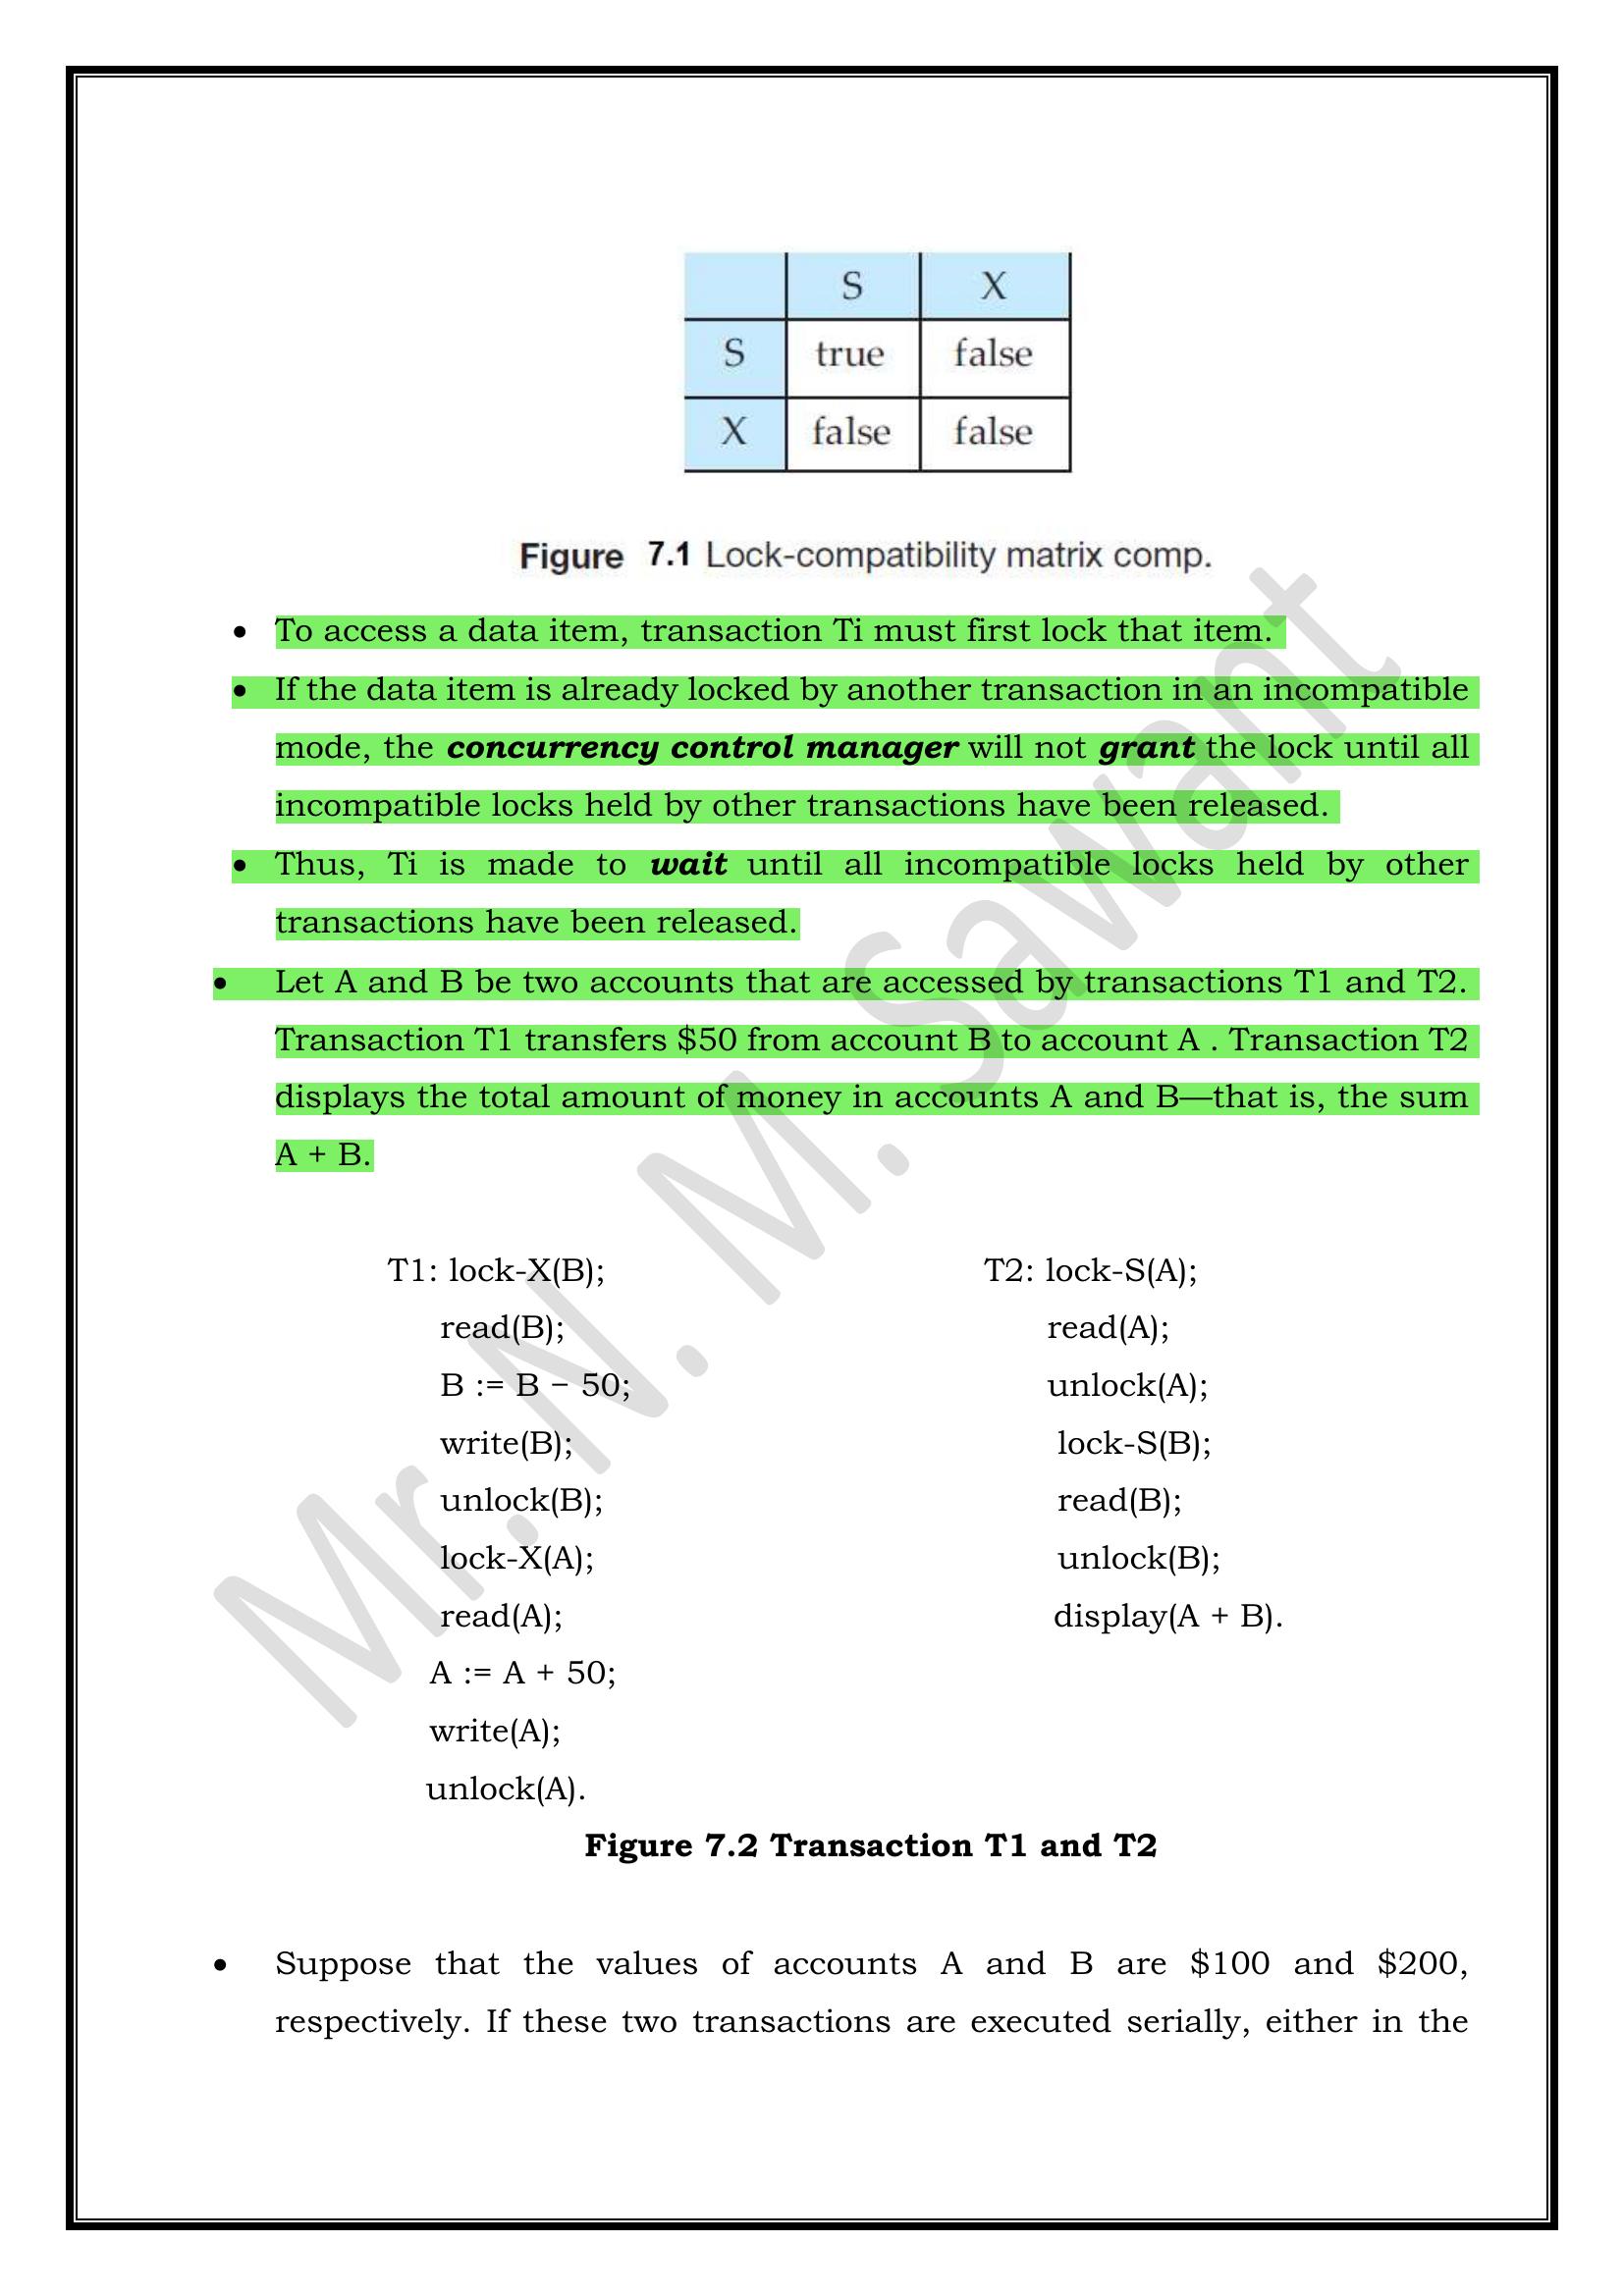 S X
S true false
X false false
Figure 7.1 Lock-compatibility matrix comp.
• To access a data item, transaction Ti must first lock that item.
• If the data item is already locked by another transaction in an incompatible
mode, the concurrency control manager will not grant the lock until all
incompatible locks held by other transactions have been released.
• Thus, Ti is made to wait until all incompatible locks held by other
transactions have been released.
• Let A and B be two accounts that are accessed by transactions T1 and T2.
Transaction T1 transfers $50 from account B to account A . Transaction T2
displays the total amount of money in accounts A and B—that is, the sum
A + B.
T1: lock-X(B); T2: lock-S(A);
read(B); read(A);
B := B − 50; unlock(A);
write(B); lock-S(B);
unlock(B); read(B);
lock-X(A); unlock(B);
read(A); display(A + B).
A := A + 50;
write(A);
unlock(A).
Figure 7.2 Transaction T1 and T2
• Suppose that the values of accounts A and B are $100 and $200,
respectively. If these two transactions are executed serially, either in the
Mr. N. M. Sawant